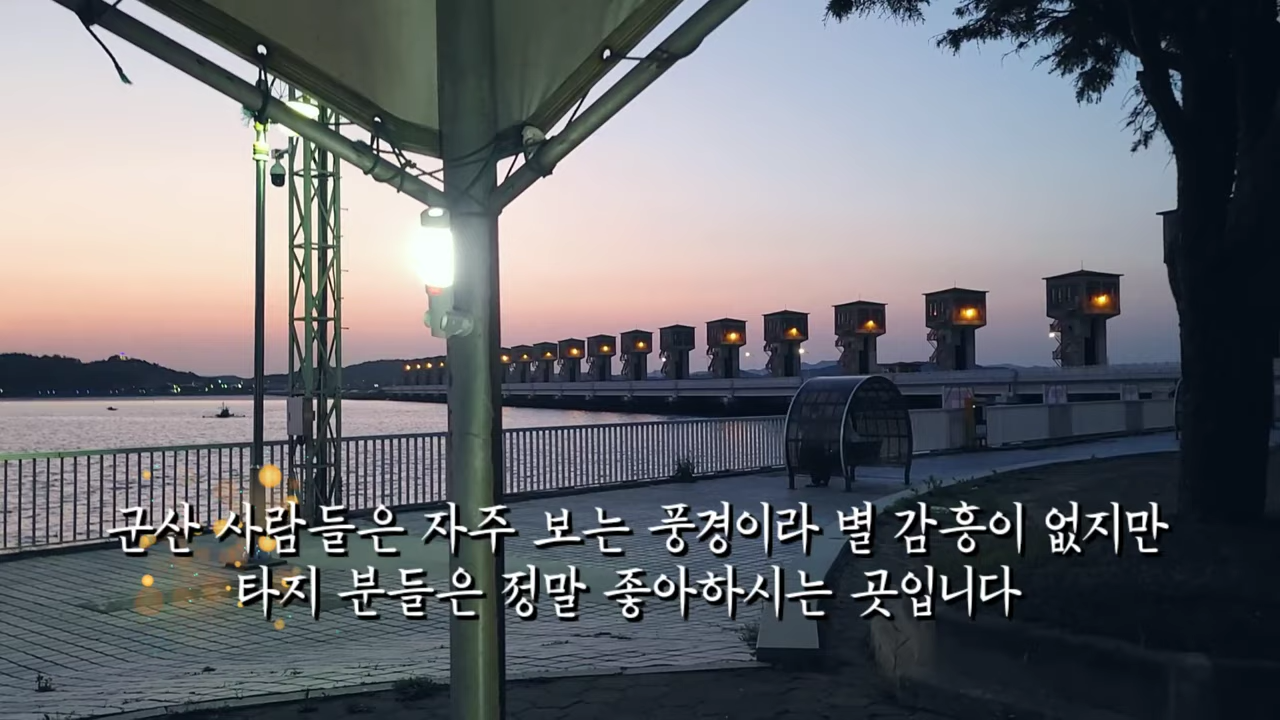 군산 사람들은 자주 보는 풍경이라 별 감흥이 없지만
타지 분들은 정말 좋아하시는 곳입니다